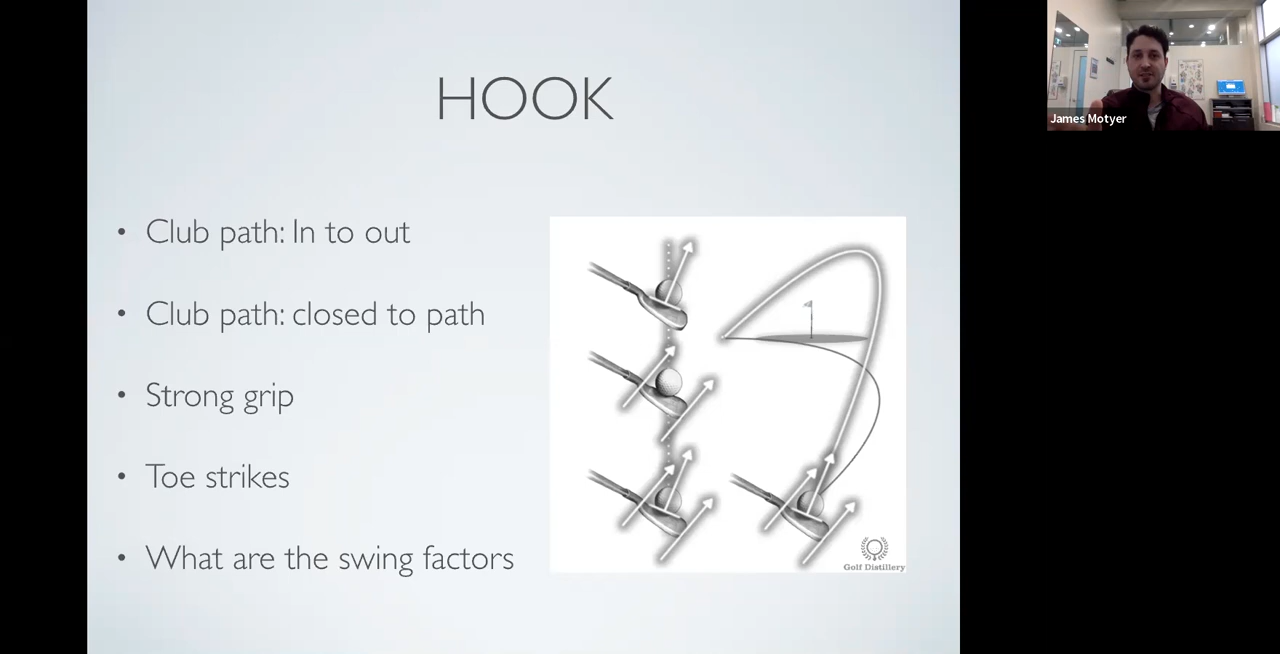 HOOK
• Club path: In to out
• Club path: closed to path
• Strong grip
• Toe strikes
• What are the swing factors
Golf Distillery
James Motyer